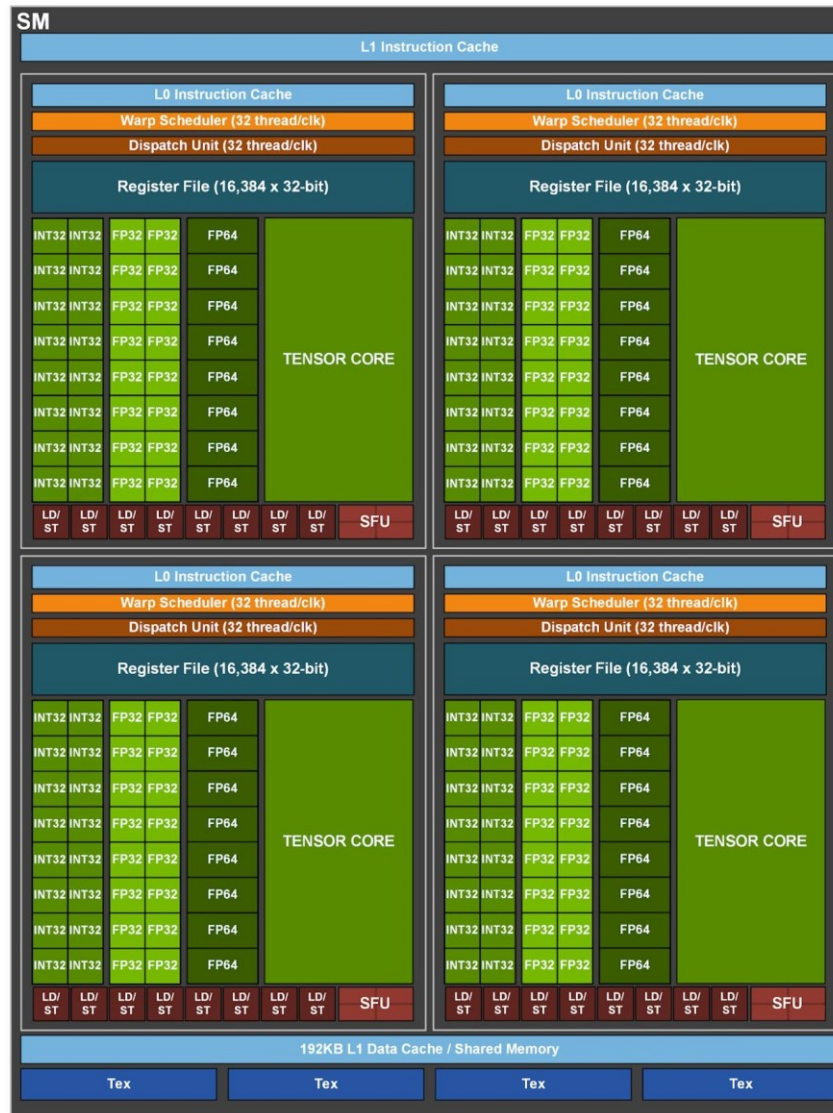 SM
L1 Instruction Cache
L0 Instruction Cache
Warp Scheduler (32 thread/clk)
Dispatch Unit (32 thread/clk)
Register File (16,384 x 32-bit)
INT32 INT32 FP32 FP32 FP64
INT32 INT32 FP32 FP32 FP64
INT32 INT32 FP32 FP32 FP64
INT32 INT32 FP32 FP32 FP64
TENSOR CORE
INT32 INT32 FP32 FP32 FP64
INT32 INT32 FP32 FP32 FP64
INT32 INT32 FP32 FP32 FP64
INT32 INT32 FP32 FP32 FP64
LD/ LD/ LD/ LD/ LD/ LD/ LD/ LD/
ST ST ST ST ST ST ST ST
SFU
L0 Instruction Cache
Warp Scheduler (32 thread/clk)
Dispatch Unit (32 thread/clk)
Register File (16,384 x 32-bit)
INT32 INT32 FP32 FP32 FP64
INT32 INT32 FP32 FP32 FP64
INT32 INT32 FP32 FP32 FP64
INT32 INT32 FP32 FP32 FP64
TENSOR CORE
INT32 INT32 FP32 FP32 FP64
INT32 INT32 FP32 FP32 FP64
INT32 INT32 FP32 FP32 FP64
INT32 INT32 FP32 FP32 FP64
LD/ LD/ LD/ LD/ LD/ LD/ LD/ LD/
ST ST ST ST ST ST ST ST
SFU
L0 Instruction Cache
Warp Scheduler (32 thread/clk)
Dispatch Unit (32 thread/clk)
Register File (16,384 x 32-bit)
INT32 INT32 FP32 FP32 FP64
INT32 INT32 FP32 FP32 FP64
INT32 INT32 FP32 FP32 FP64
INT32 INT32 FP32 FP32 FP64
TENSOR CORE
INT32 INT32 FP32 FP32 FP64
INT32 INT32 FP32 FP32 FP64
INT32 INT32 FP32 FP32 FP64
INT32 INT32 FP32 FP32 FP64
LD/ LD/ LD/ LD/ LD/ LD/ LD/ LD/
ST ST ST ST ST ST ST ST
SFU
L0 Instruction Cache
Warp Scheduler (32 thread/clk)
Dispatch Unit (32 thread/clk)
Register File (16,384 x 32-bit)
INT32 INT32 FP32 FP32 FP64
INT32 INT32 FP32 FP32 FP64
INT32 INT32 FP32 FP32 FP64
INT32 INT32 FP32 FP32 FP64
TENSOR CORE
INT32 INT32 FP32 FP32 FP64
INT32 INT32 FP32 FP32 FP64
INT32 INT32 FP32 FP32 FP64
INT32 INT32 FP32 FP32 FP64
LD/ LD/ LD/ LD/ LD/ LD/ LD/ LD/
ST ST ST ST ST ST ST ST
SFU
192KB L1 Data Cache / Shared Memory
Tex Tex Tex Tex